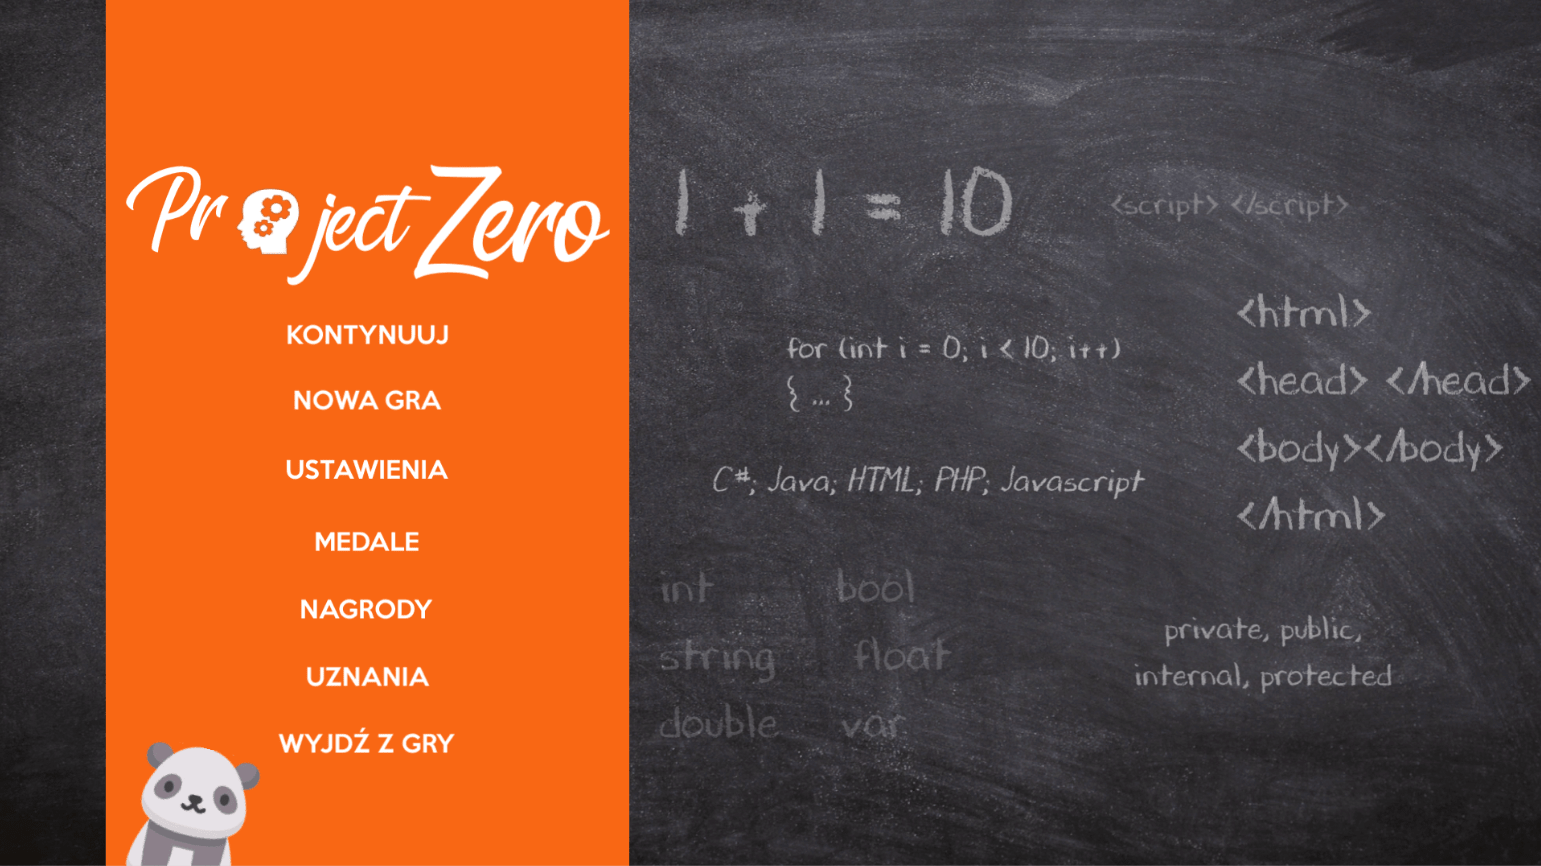 Project Zero
KONTYNUUJ
NOWA GRA
USTAWIENIA
MEDALE
NAGRODY
UZNANIA
WYJDŹ Z GRY
1 + 1 = 10
<script> </script>
for (int i = 0; i < 10; i++)
{ ... }
C#; Java; HTML; PHP; Javascript
<html>
<head> </head>
<body></body>
</html>
int bool
string float
double var
private, public,
internal, protected